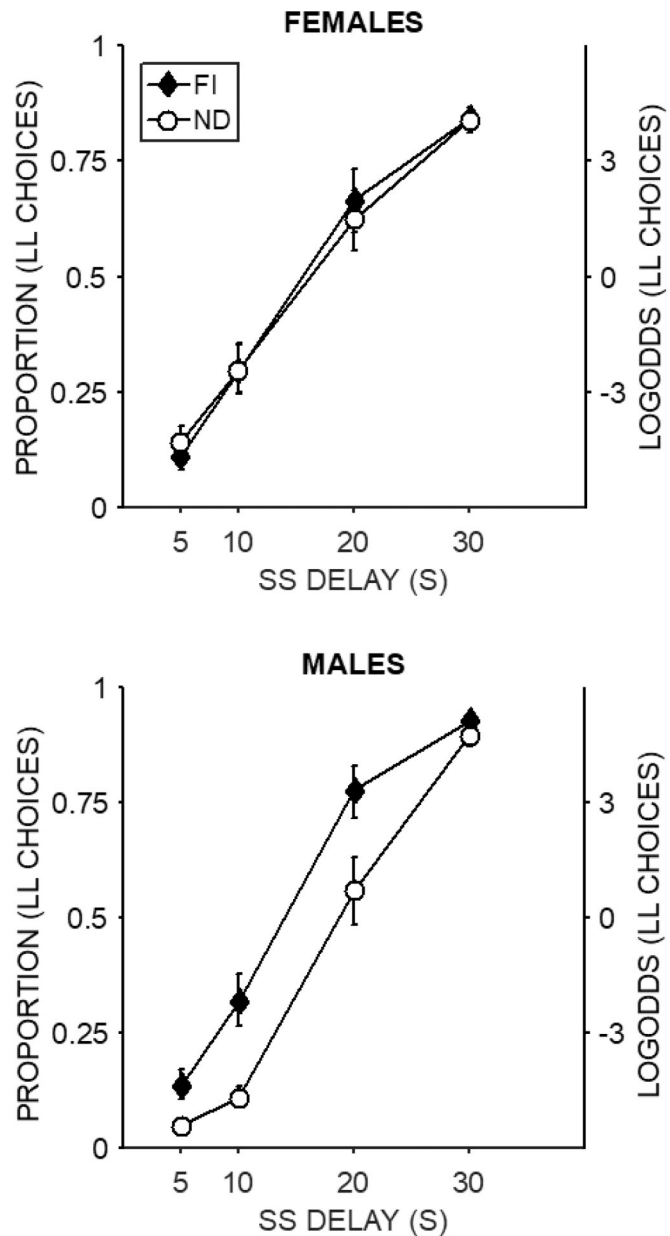 FEMALES
FI
ND
1
0.75
0.5
0.25
0
PROPORTION (LL CHOICES)
3
0
-3
LOGODDS (LL CHOICES)
5 10 20 30
SS DELAY (S)
MALES
1
0.75
0.5
0.25
0
PROPORTION (LL CHOICES)
3
0
-3
LOGODDS (LL CHOICES)
5 10 20 30
SS DELAY (S)